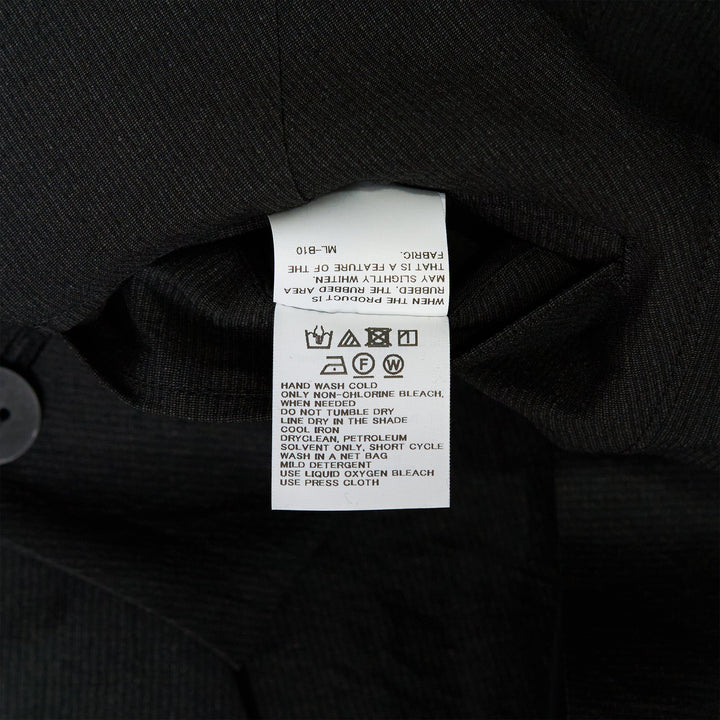 WHEN THE PRODUCT IS
RUBBED, THE RUBBED AREA
MAY SLIGHTLY WHITEN.
THAT IS A FEATURE OF THE
FABRIC.
ML-B10
F W
HAND WASH COLD
ONLY NON-CHLORINE BLEACH,
WHEN NEEDED
DO NOT TUMBLE DRY
LINE DRY IN THE SHADE
COOL IRON
DRYCLEAN, PETROLEUM
SOLVENT ONLY, SHORT CYCLE
WASH IN A NET BAG
MILD DETERGENT
USE LIQUID OXYGEN BLEACH
USE PRESS CLOTH